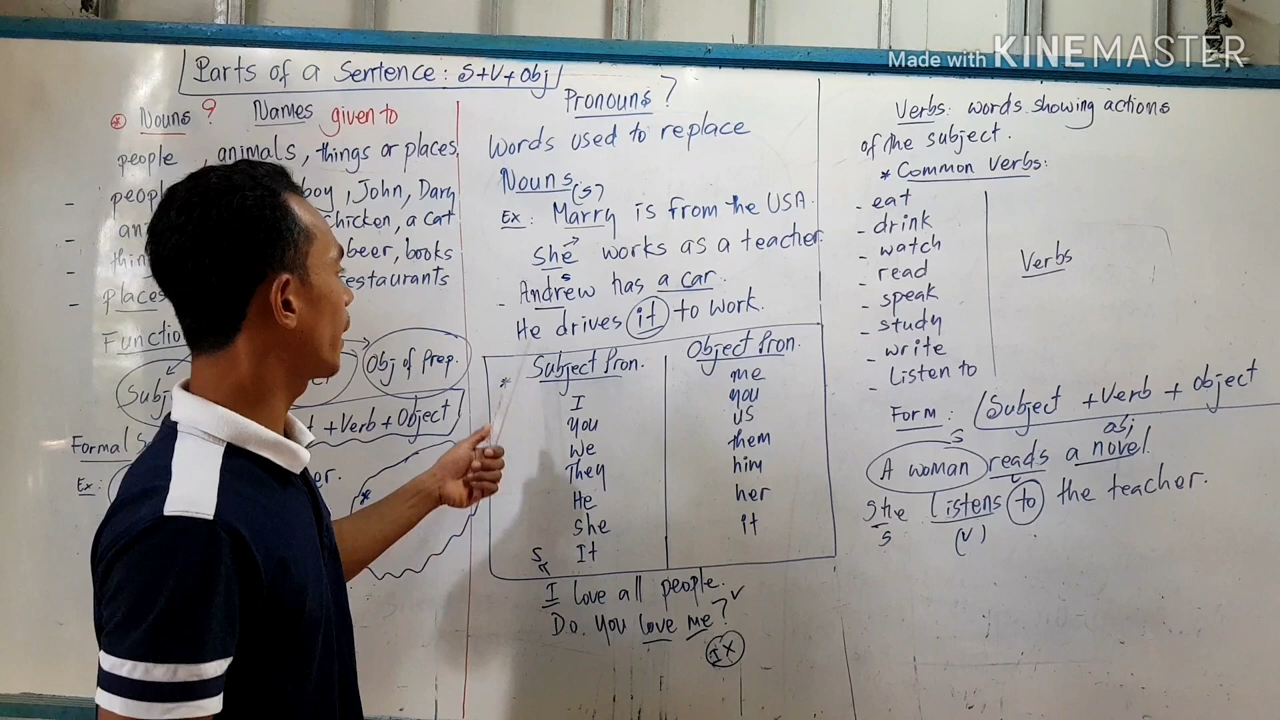 Made with KINEMASTER
Parts of a Sentence: S+V+Obj
* Nouns ? Names given to
people, animals, things or places
- people boy, John, Dary
- chicken, a cat
- thin beer, books
- places restaurants
Function
Subj Obj of Prep.
t + Verb + Object
Formal S
Ex: er.
*
Pronouns ?
Words used to replace
Nouns
(S)
Ex: Marry is from the USA.
She works as a teacher.
S
- Andrew has a car.
He drives it to work.
* Subject Pron. Object Pron.
I me
You you
We us
They them
He him
She her
It it
S
I love all people.
Do you love me? ✓
I X
Verbs: words showing actions
of the subject.
* Common Verbs:
- eat
- drink
- watch
- read
- speak
- study
- write
- Listen to
Verbs
Form: Subject + Verb + Object
S
A woman reads a novel.
She listens to the teacher.
S (V)